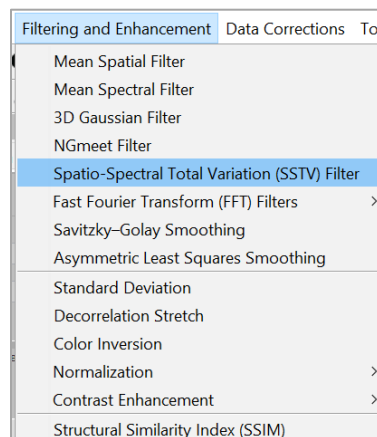 Filtering and Enhancement Data Corrections To
Mean Spatial Filter
Mean Spectral Filter
3D Gaussian Filter
NGmeet Filter
Spatio-Spectral Total Variation (SSTV) Filter
Fast Fourier Transform (FFT) Filters
Savitzky–Golay Smoothing
Asymmetric Least Squares Smoothing
Standard Deviation
Decorrelation Stretch
Color Inversion
Normalization
Contrast Enhancement
Structural Similarity Index (SSIM)